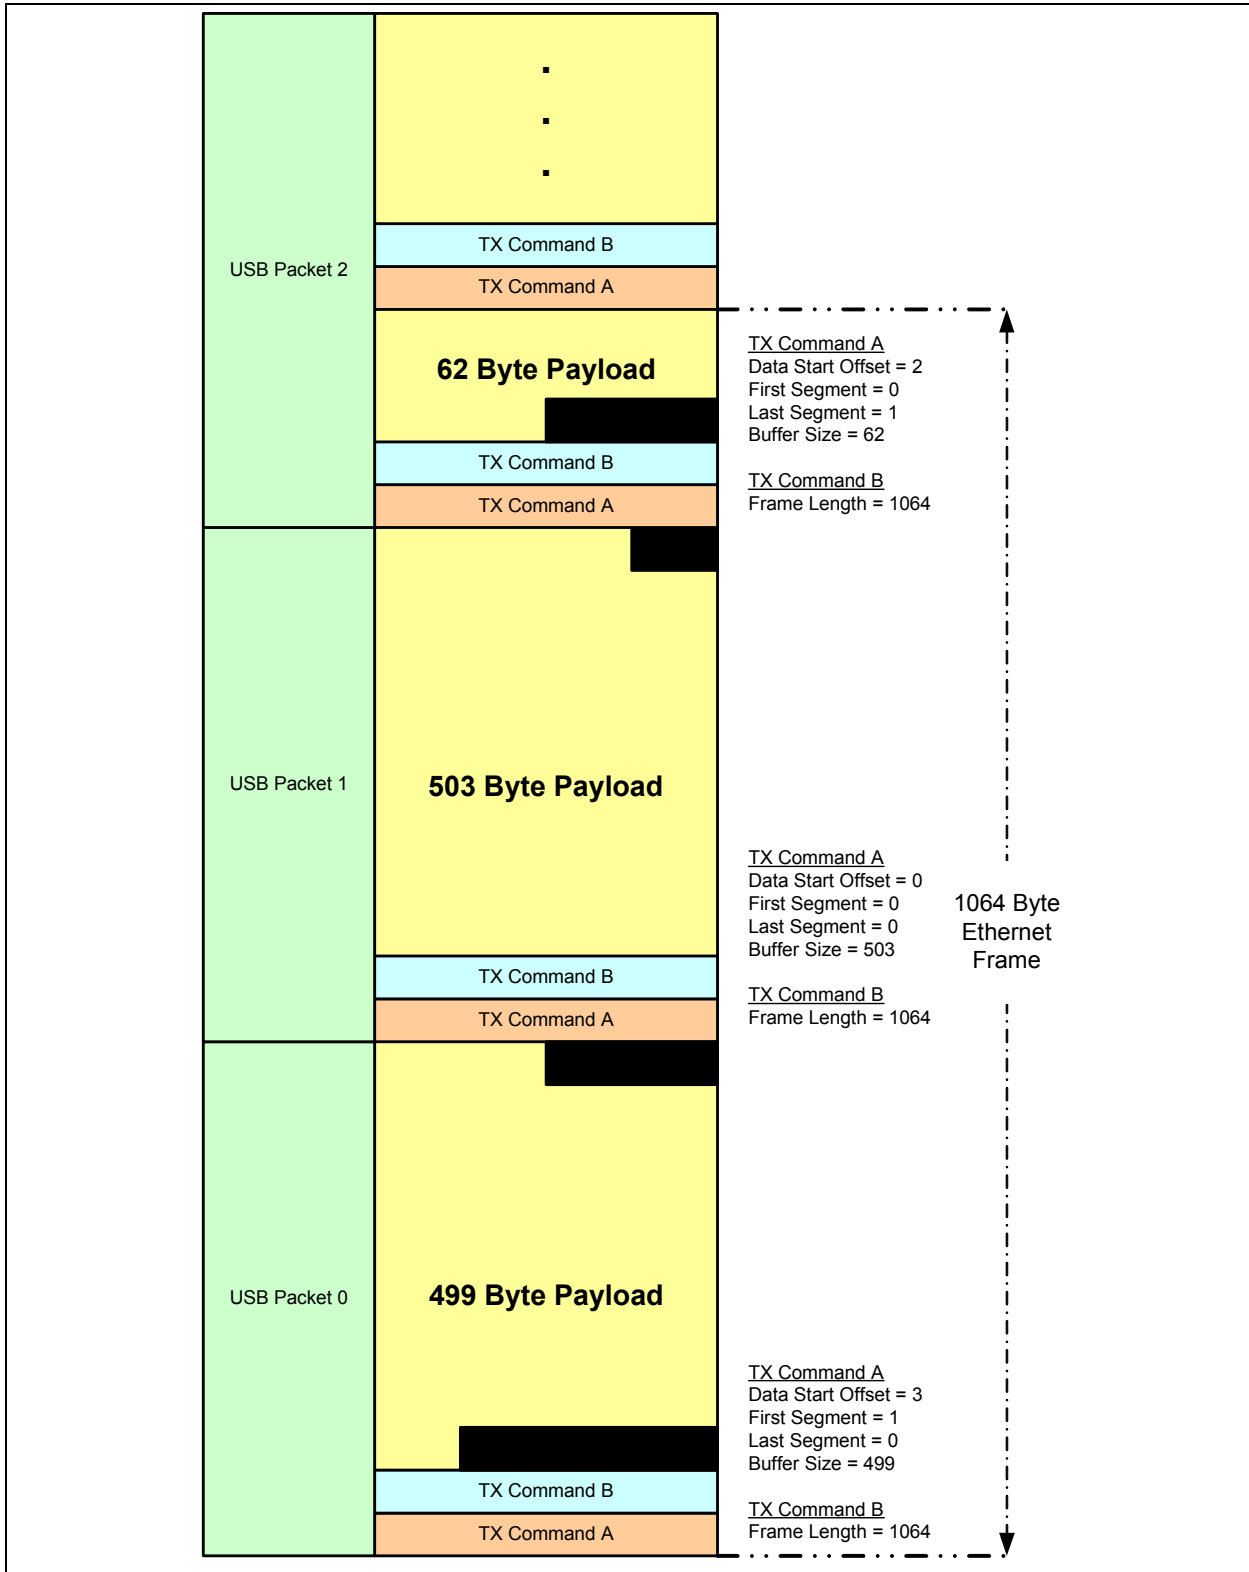 .
.
.
TX Command B
USB Packet 2
TX Command A
62 Byte Payload
TX Command A
Data Start Offset = 2
First Segment = 0
Last Segment = 1
Buffer Size = 62
TX Command B
TX Command B
Frame Length = 1064
TX Command A
USB Packet 1
503 Byte Payload
TX Command A
Data Start Offset = 0
First Segment = 0
Last Segment = 0
Buffer Size = 503
1064 Byte
Ethernet
Frame
TX Command B
TX Command B
Frame Length = 1064
TX Command A
USB Packet 0
499 Byte Payload
TX Command A
Data Start Offset = 3
First Segment = 1
Last Segment = 0
Buffer Size = 499
TX Command B
TX Command B
Frame Length = 1064
TX Command A